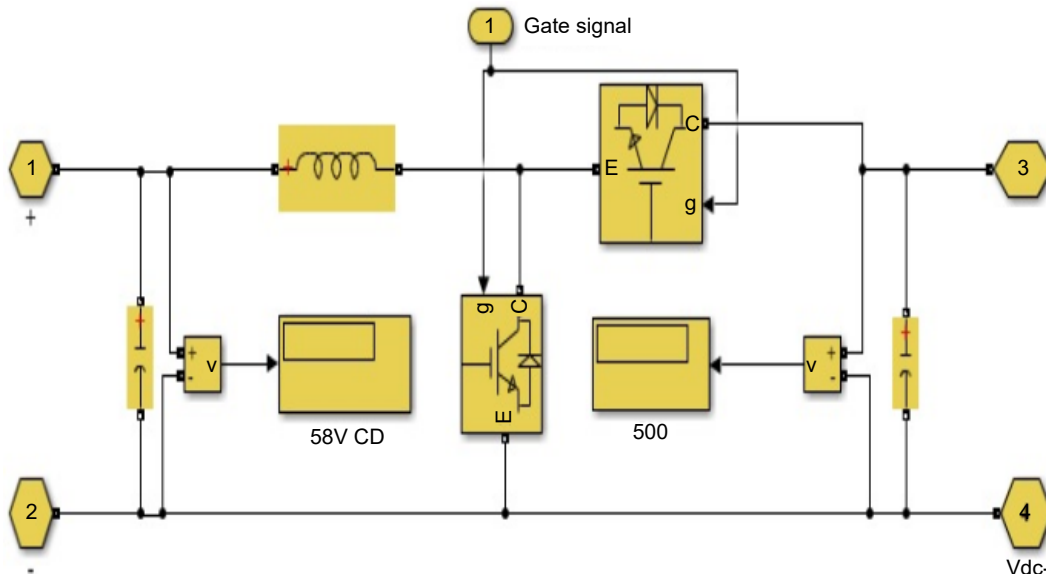 1 Gate signal
1
+
+
E
C
g
3
+
g
C
E
+
-
v
58V CD
v
+
-
500
+
2
-
4
Vdc-